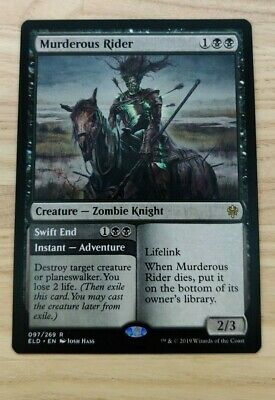 Murderous Rider 1
Creature — Zombie Knight
Swift End 1
Instant — Adventure
Destroy target creature
or planeswalker. You
lose 2 life. (Then exile
this card. You may cast
the creature later from
exile.)
Lifelink
When Murderous
Rider dies, put it
on the bottom of its
owner's library.
2/3
097/269 R
ELD • EN Josh Hass
™ & © 2019 Wizards of the Coast